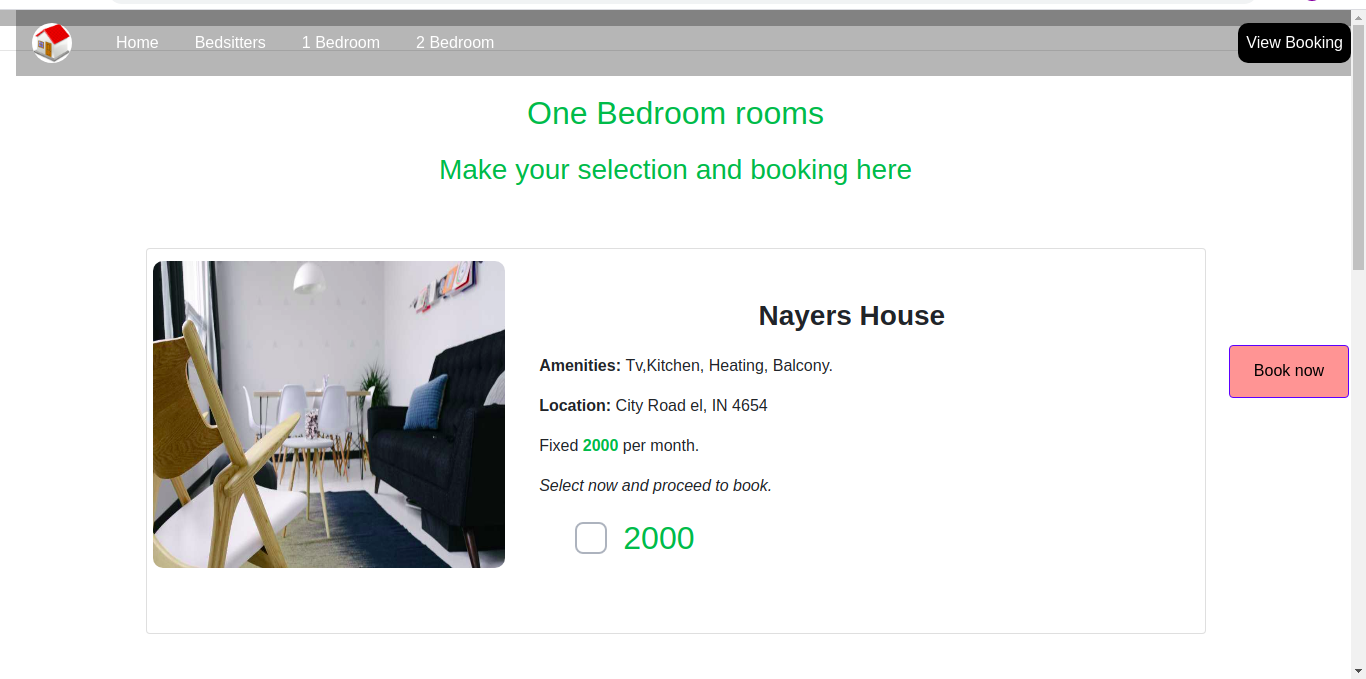 Home Bedsitters 1 Bedroom 2 Bedroom View Booking
One Bedroom rooms
Make your selection and booking here
Nayers House
Amenities: Tv,Kitchen, Heating, Balcony.
Book now
Location: City Road el, IN 4654
Fixed 2000 per month.
Select now and proceed to book.
2000